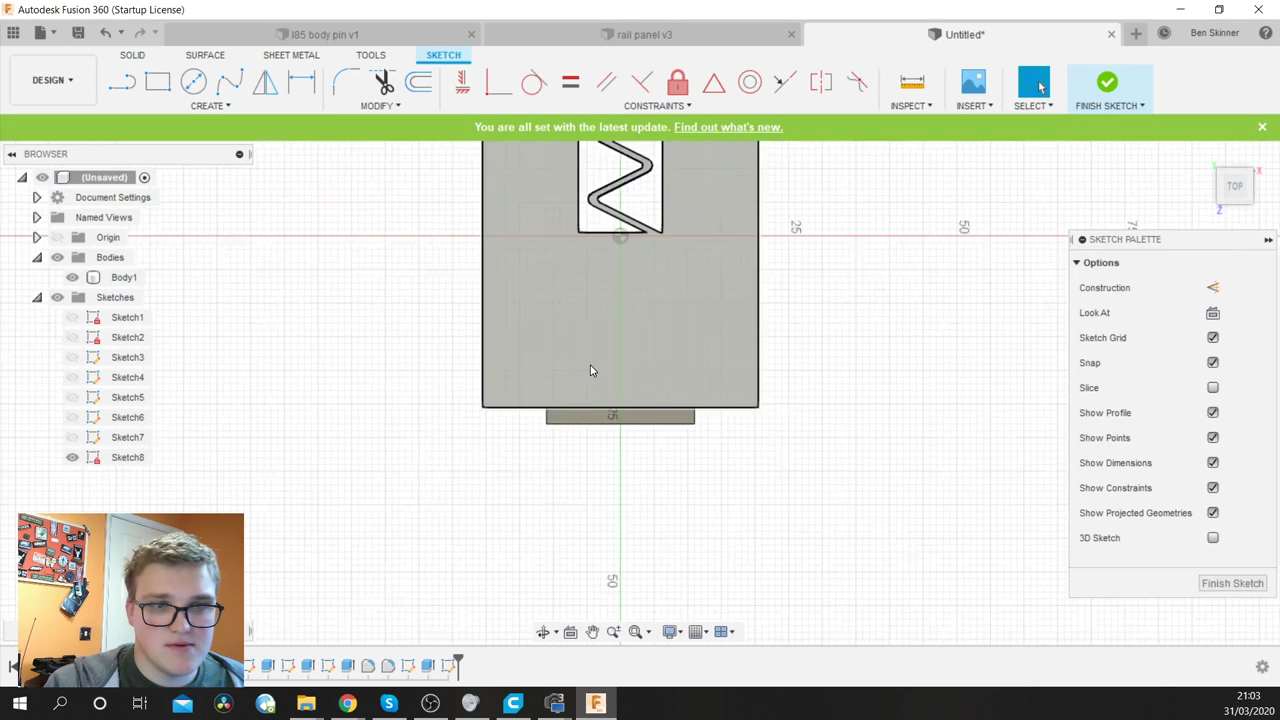 Autodesk Fusion 360 (Startup License)
I85 body pin v1
rail panel v3
Untitled*
Ben Skinner
SOLID
SURFACE
SHEET METAL
TOOLS
SKETCH
DESIGN
CREATE
MODIFY
CONSTRAINTS
INSPECT
INSERT
SELECT
FINISH SKETCH
You are all set with the latest update. Find out what's new.
BROWSER
(Unsaved)
TOP
X
Y
Z
Document Settings
Named Views
Origin
Bodies
Body1
Sketches
Sketch1
Sketch2
Sketch3
Sketch4
Sketch5
Sketch6
Sketch7
Sketch8
25
50
75
25
50
SKETCH PALETTE
Options
Construction
Look At
Sketch Grid
Snap
Slice
Show Profile
Show Points
Show Dimensions
Show Constraints
Show Projected Geometries
3D Sketch
Finish Sketch
21:03
31/03/2020